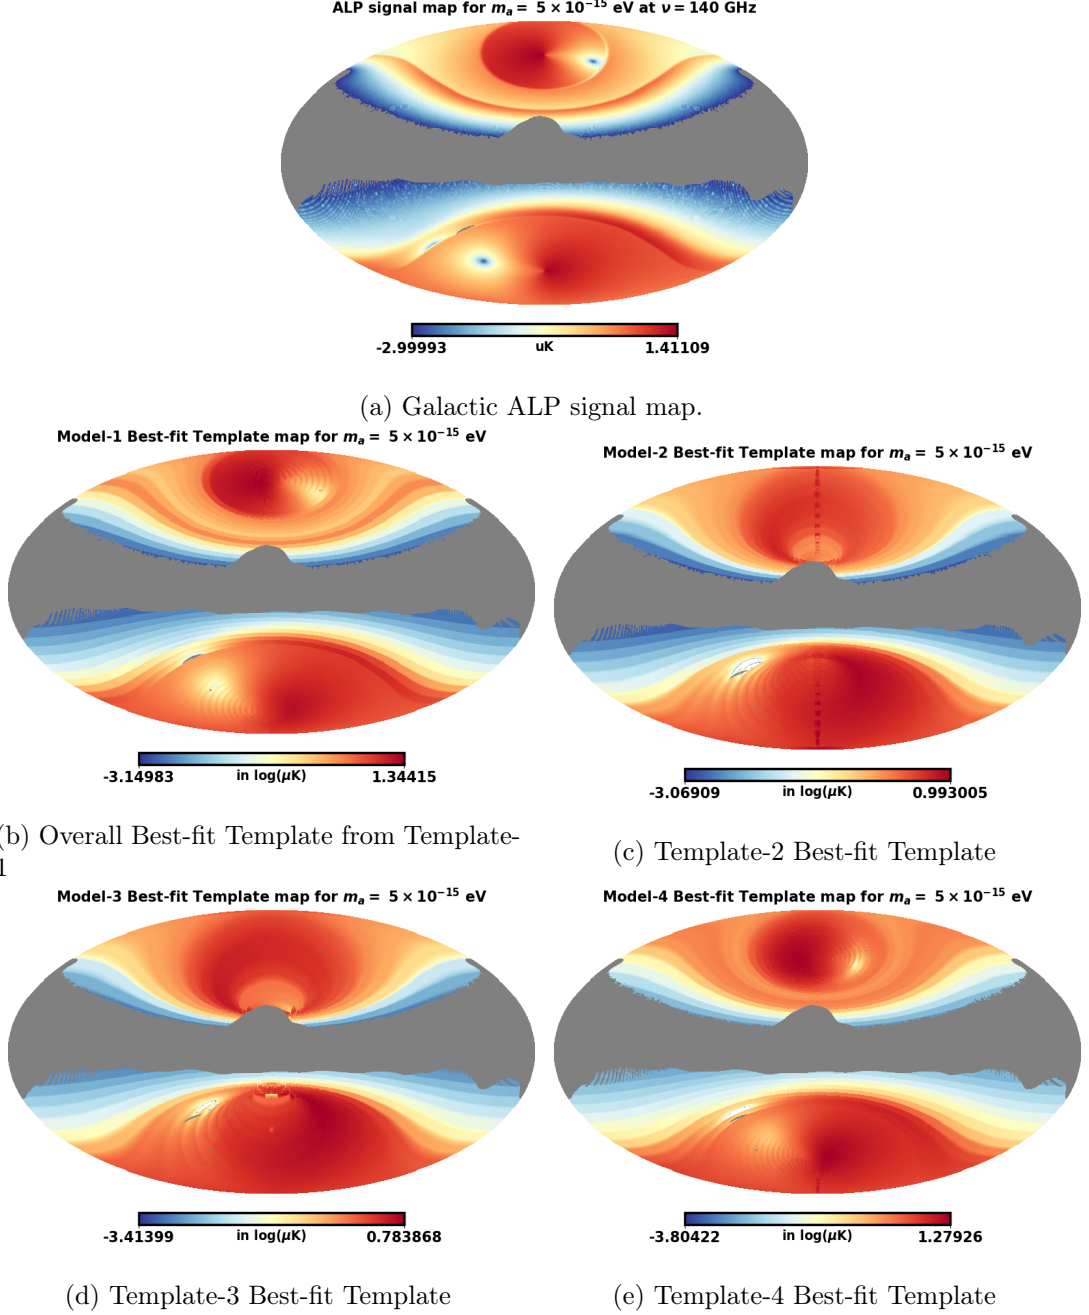 ALP signal map for mₐ = 5 × 10⁻¹⁵ eV at ν = 140 GHz
-2.99993 uK 1.41109
(a) Galactic ALP signal map.
Model-1 Best-fit Template map for mₐ = 5 × 10⁻¹⁵ eV
-3.14983 in log(μK) 1.34415
(b) Overall Best-fit Template from Template-
1
Model-2 Best-fit Template map for mₐ = 5 × 10⁻¹⁵ eV
-3.06909 in log(μK) 0.993005
(c) Template-2 Best-fit Template
Model-3 Best-fit Template map for mₐ = 5 × 10⁻¹⁵ eV
-3.41399 in log(μK) 0.783868
(d) Template-3 Best-fit Template
Model-4 Best-fit Template map for mₐ = 5 × 10⁻¹⁵ eV
-3.80422 in log(μK) 1.27926
(e) Template-4 Best-fit Template